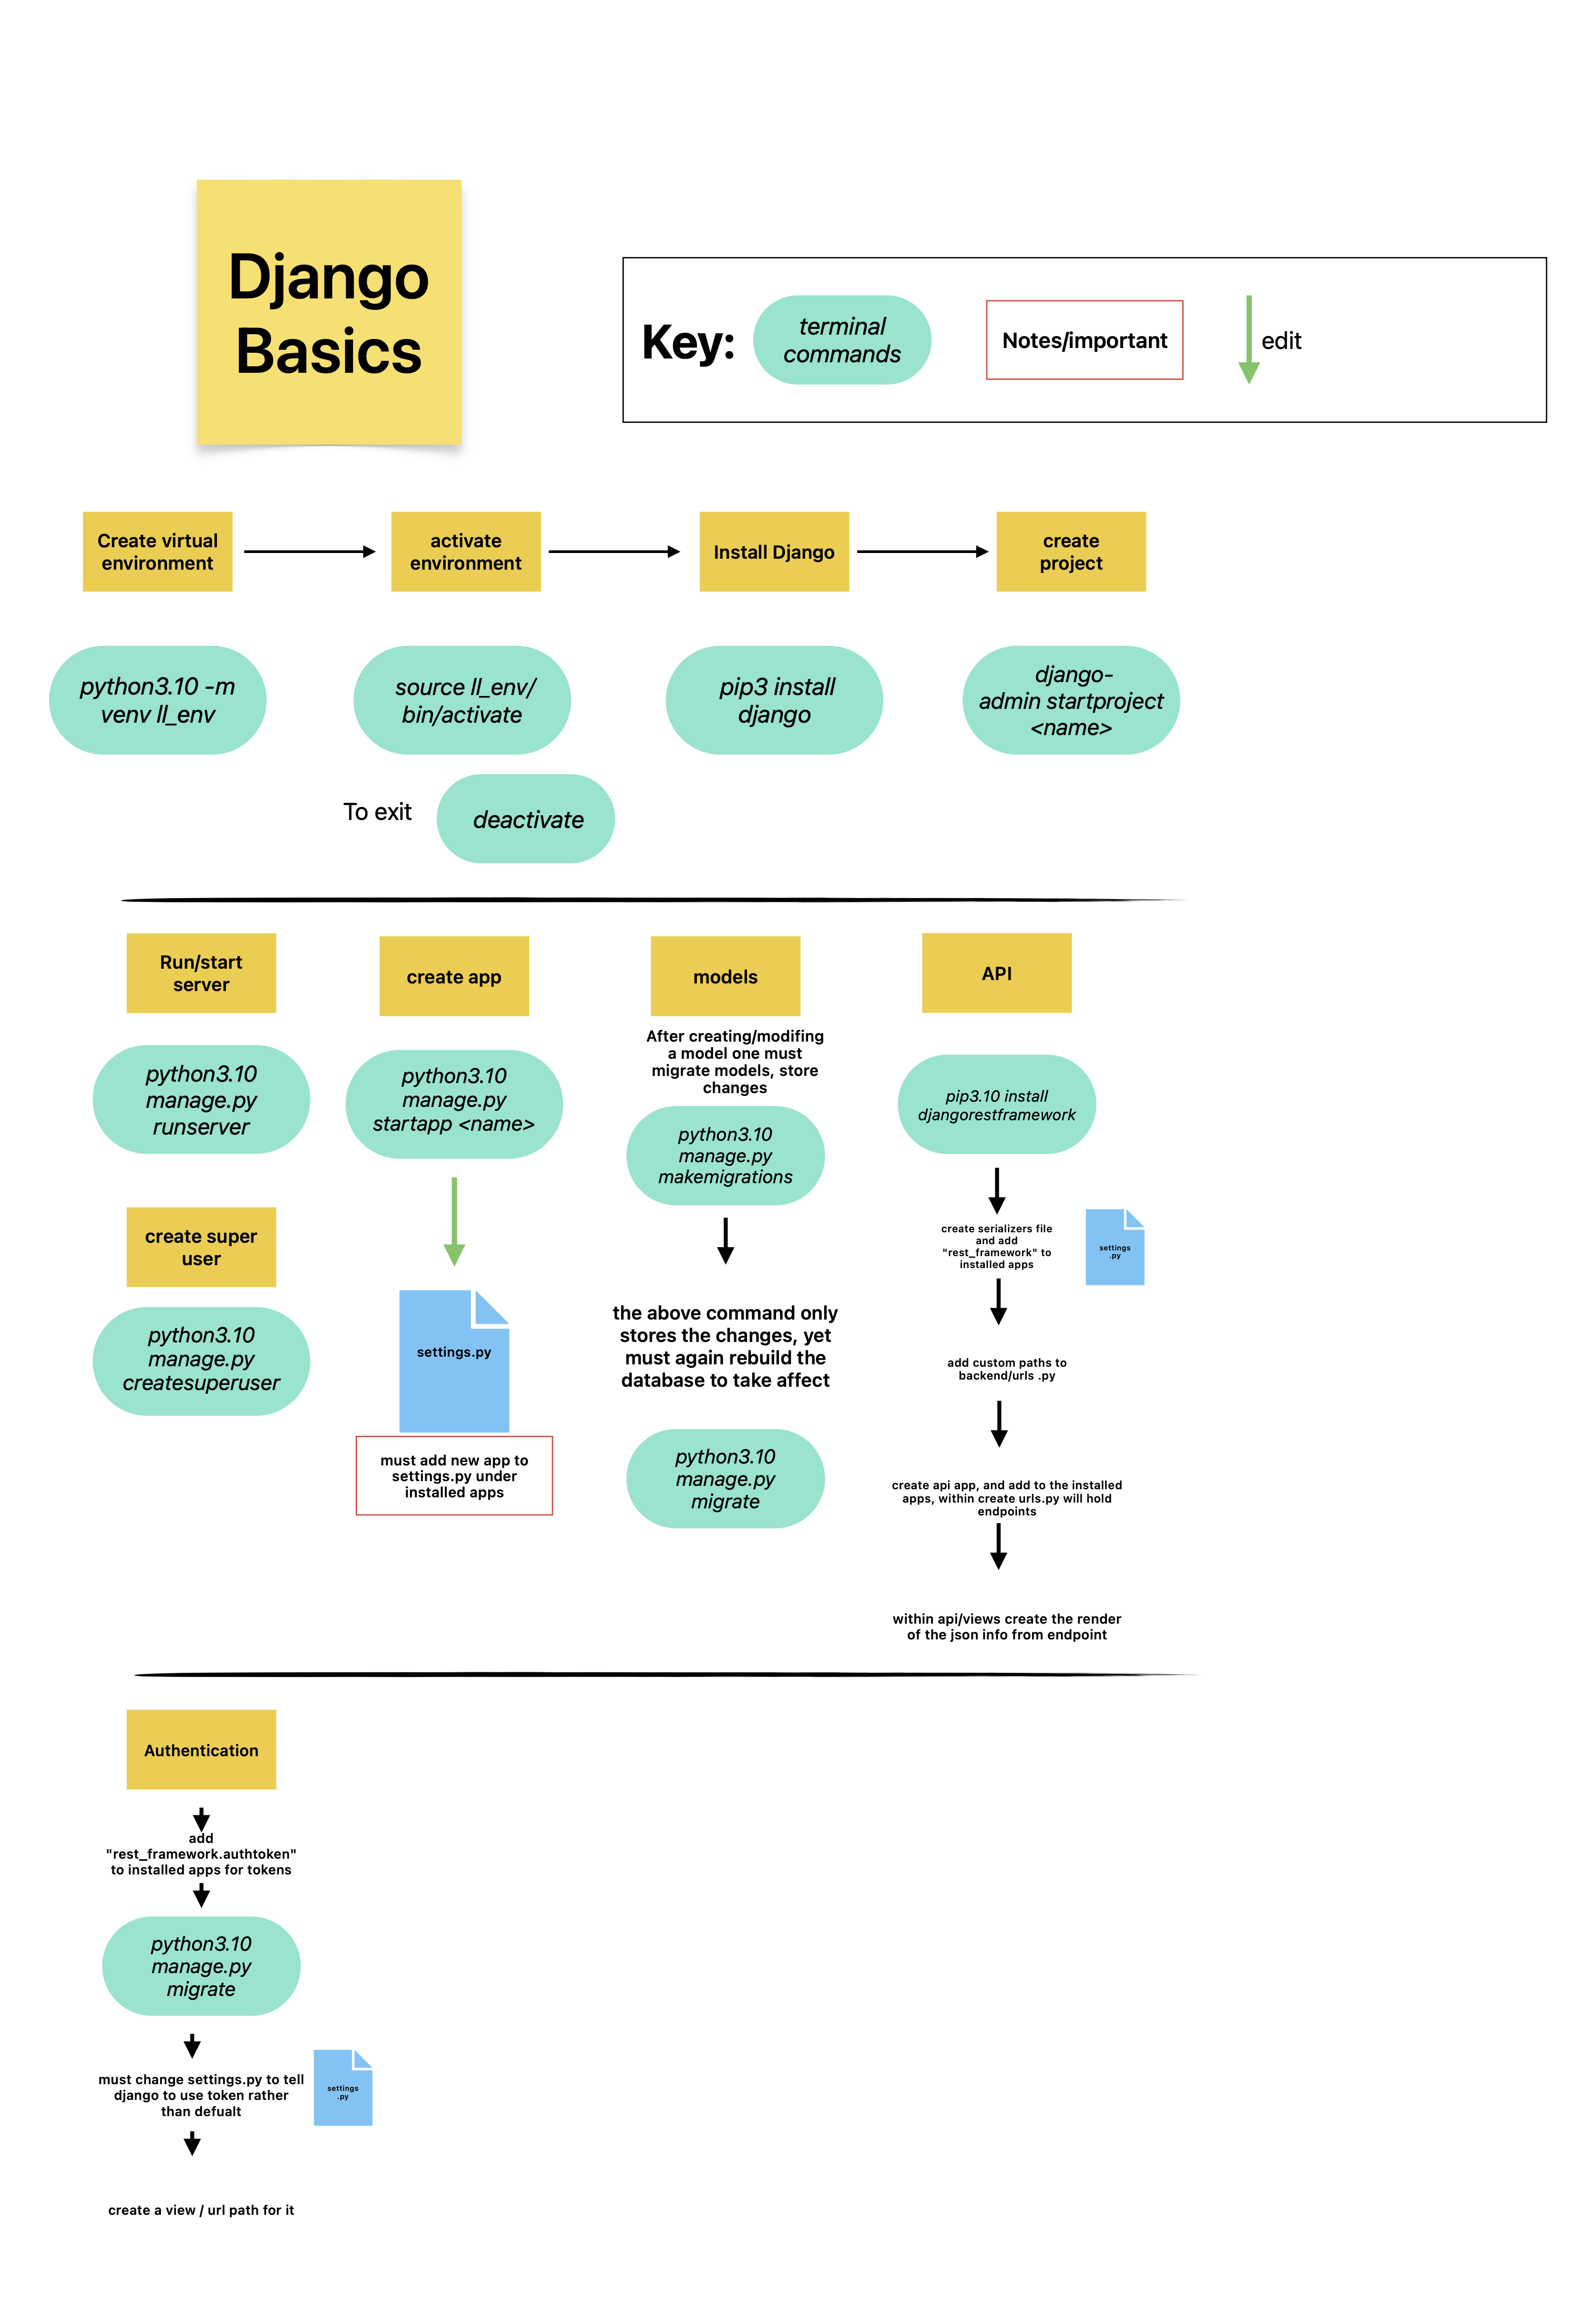 Django
Basics
Key:
terminal
commands
Notes/important
edit
Create virtual
environment
activate
environment
Install Django
create
project
python3.10 -m
venv ll_env
source ll_env/
bin/activate
pip3 install
django
django-
admin startproject
<name>
To exit
deactivate
Run/start
server
python3.10
manage.py
runserver
create super
user
python3.10
manage.py
createsuperuser
create app
python3.10
manage.py
startapp <name>
settings.py
must add new app to
settings.py under
installed apps
models
After creating/modifing
a model one must
migrate models, store
changes
python3.10
manage.py
makemigrations
the above command only
stores the changes, yet
must again rebuild the
database to take affect
python3.10
manage.py
migrate
API
pip3.10 install
djangorestframework
create serializers file
and add
"rest_framework" to
installed apps
settings
.py
add custom paths to
backend/urls .py
create api app, and add to the installed
apps, within create urls.py will hold
endpoints
within api/views create the render
of the json info from endpoint
Authentication
add
"rest_framework.authtoken"
to installed apps for tokens
python3.10
manage.py
migrate
must change settings.py to tell
django to use token rather
than defualt
settings
.py
create a view / url path for it